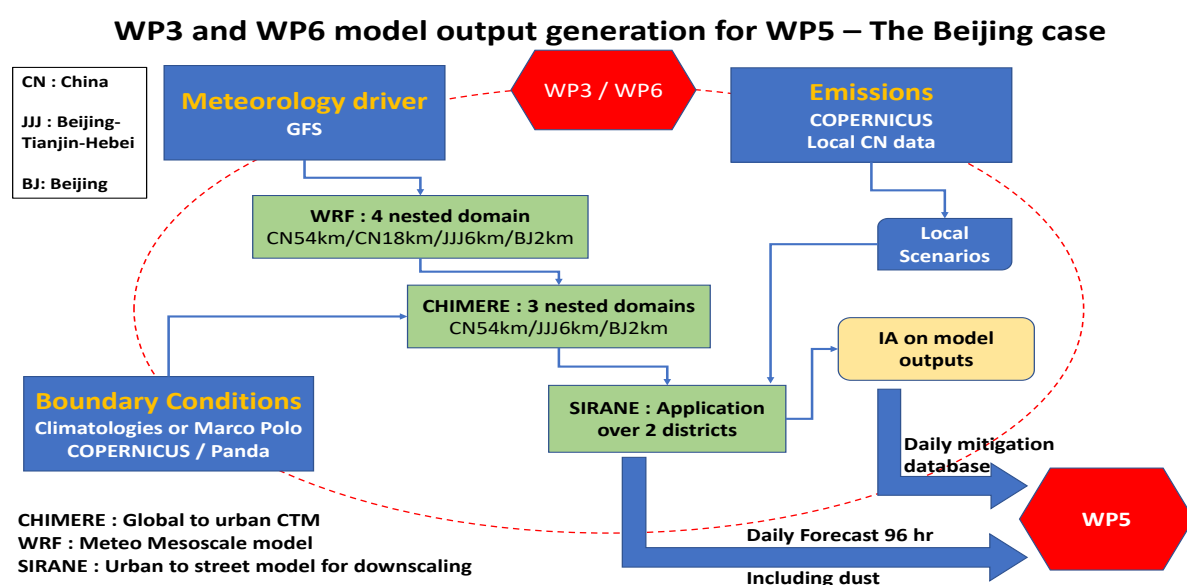 WP3 and WP6 model output generation for WP5 – The Beijing case
CN : China
JJJ : Beijing-
Tianjin-Hebei
BJ: Beijing
Meteorology driver
GFS
WP3 / WP6
Emissions
COPERNICUS
Local CN data
WRF : 4 nested domain
CN54km/CN18km/JJJ6km/BJ2km
Local
Scenarios
CHIMERE : 3 nested domains
CN54km/JJJ6km/BJ2km
IA on model
outputs
Boundary Conditions
Climatologies or Marco Polo
COPERNICUS / Panda
SIRANE : Application
over 2 districts
Daily mitigation
database
WP5
CHIMERE : Global to urban CTM
WRF : Meteo Mesoscale model
SIRANE : Urban to street model for downscaling
Daily Forecast 96 hr
Including dust